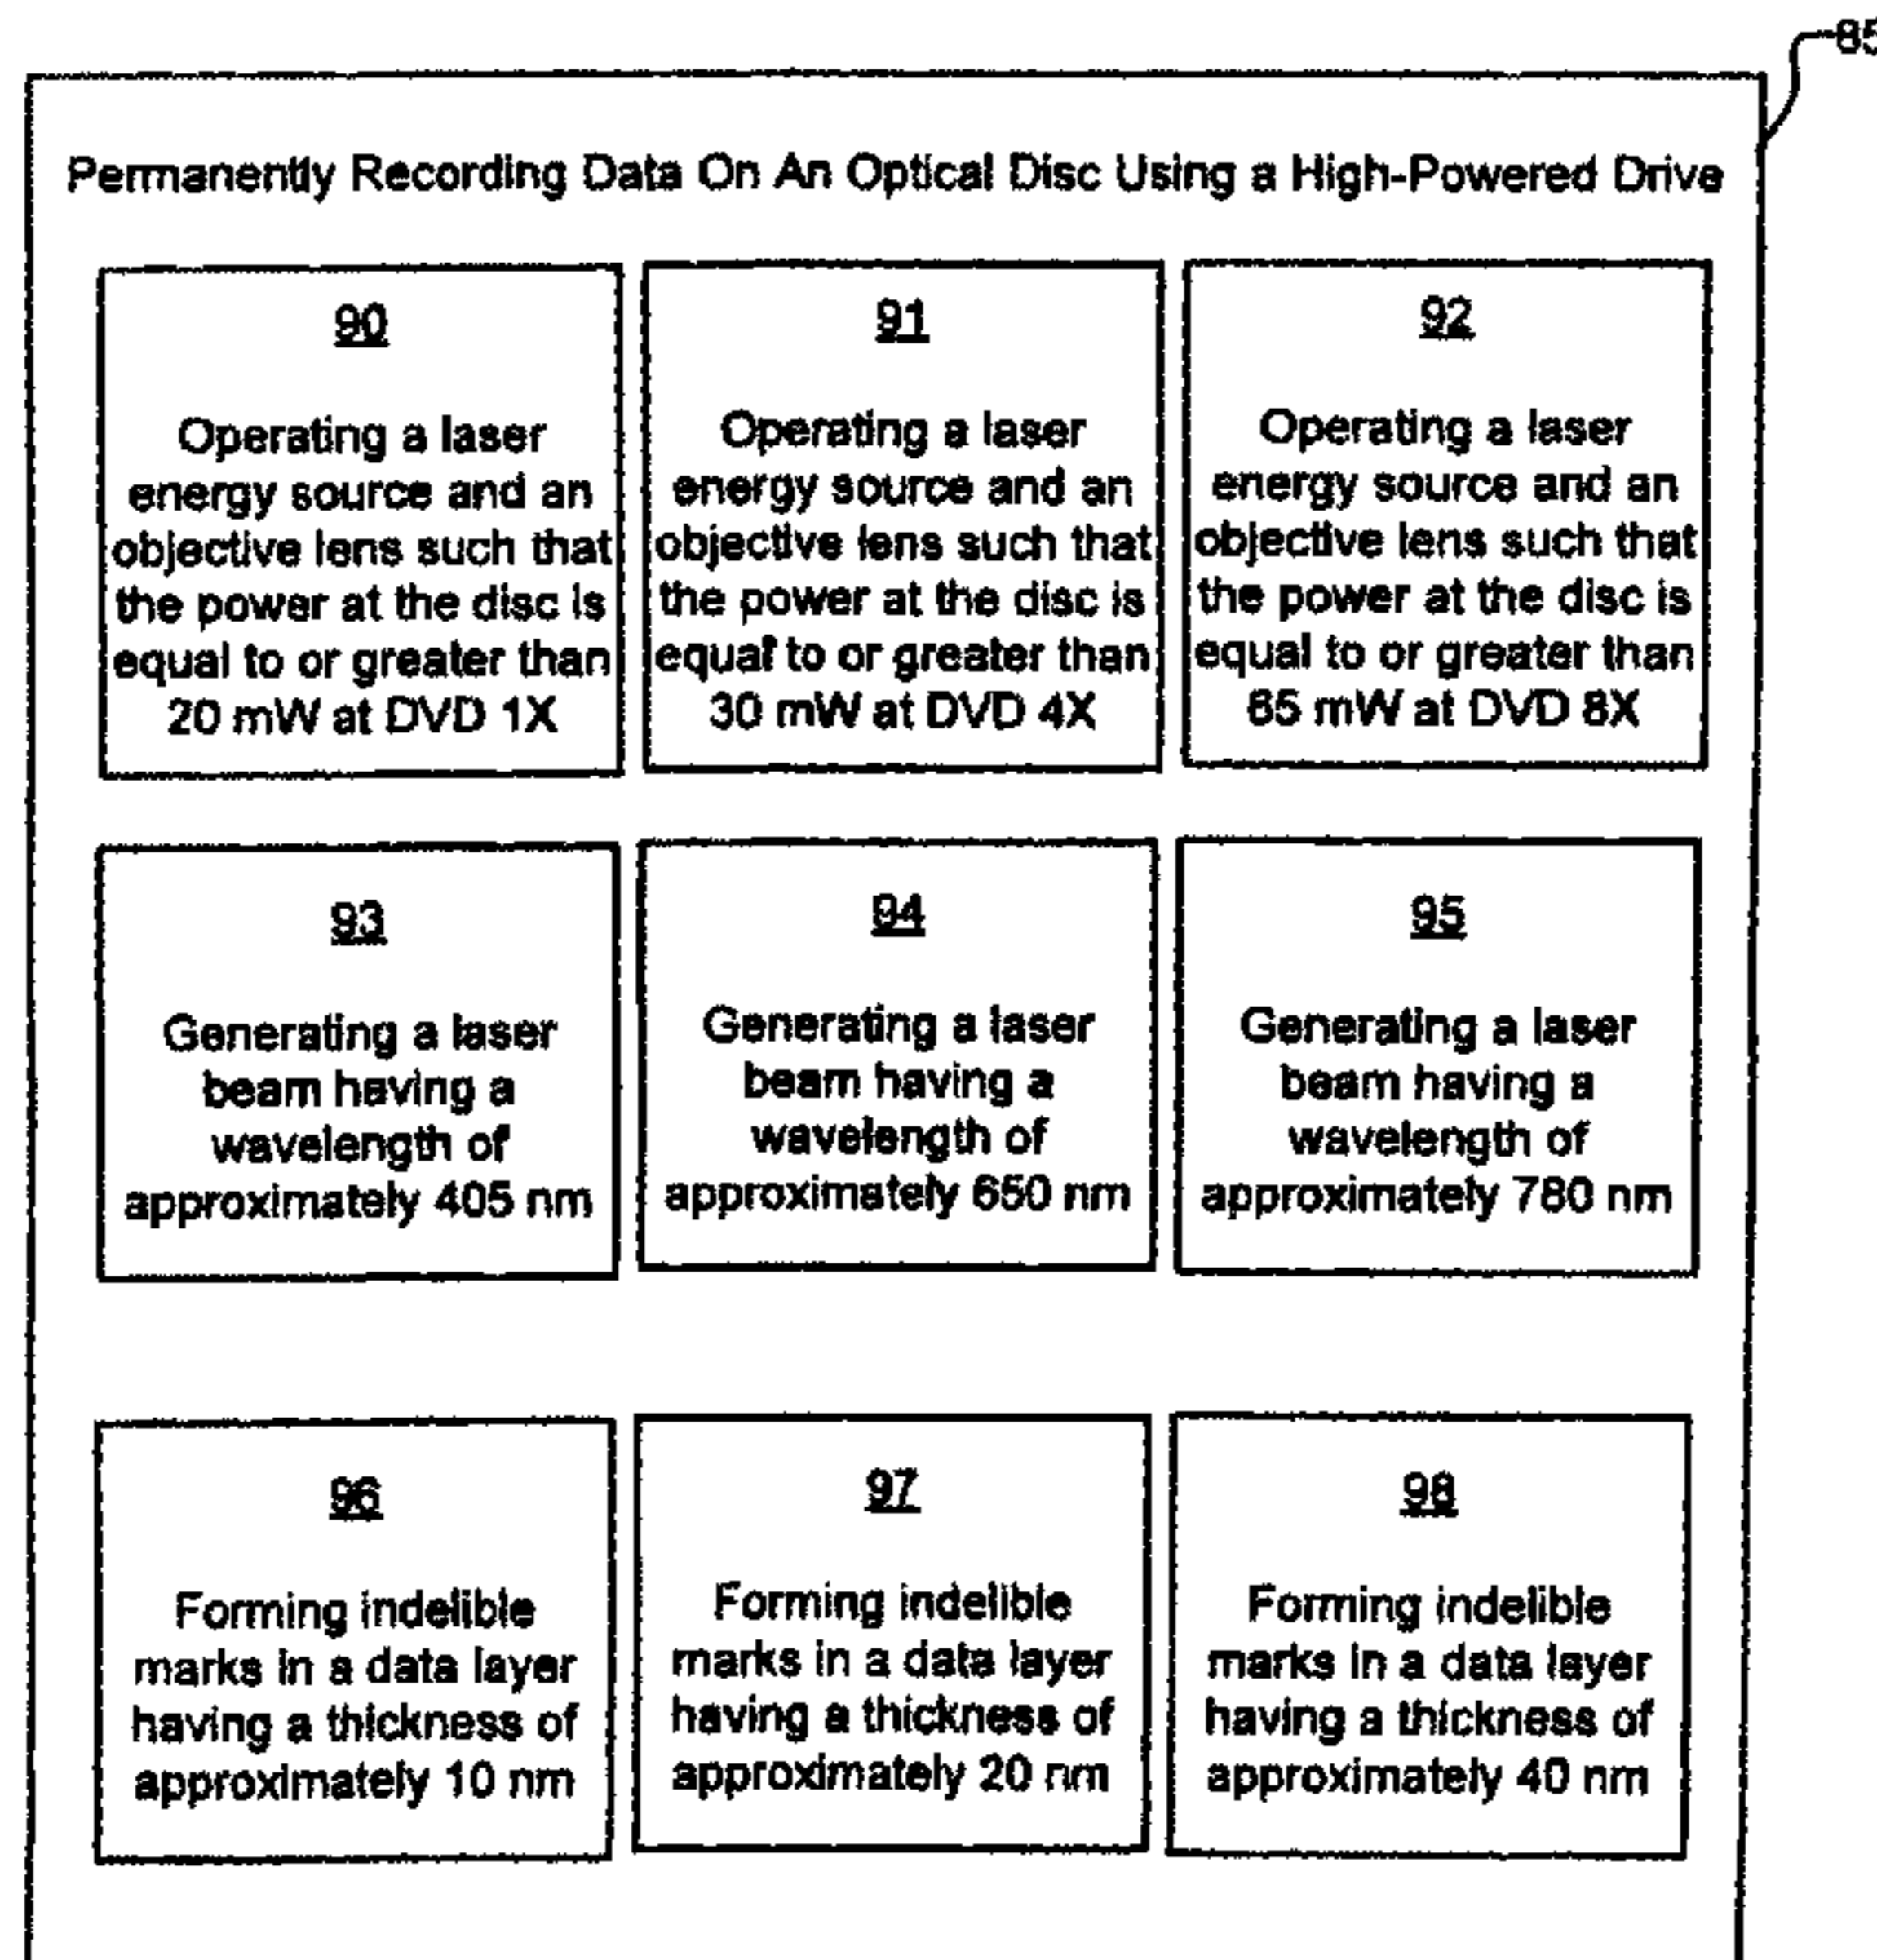 85
Permanently Recording Data On An Optical Disc Using a High-Powered Drive
90
Operating a laser
energy source and an
objective lens such that
the power at the disc is
equal to or greater than
20 mW at DVD 1X
91
Operating a laser
energy source and an
objective lens such that
the power at the disc is
equal to or greater than
30 mW at DVD 4X
92
Operating a laser
energy source and an
objective lens such that
the power at the disc is
equal to or greater than
65 mW at DVD 8X
93
Generating a laser
beam having a
wavelength of
approximately 405 nm
94
Generating a laser
beam having a
wavelength of
approximately 650 nm
95
Generating a laser
beam having a
wavelength of
approximately 780 nm
96
Forming indelible
marks in a data layer
having a thickness of
approximately 10 nm
97
Forming indelible
marks in a data layer
having a thickness of
approximately 20 nm
98
Forming indelible
marks in a data layer
having a thickness of
approximately 40 nm